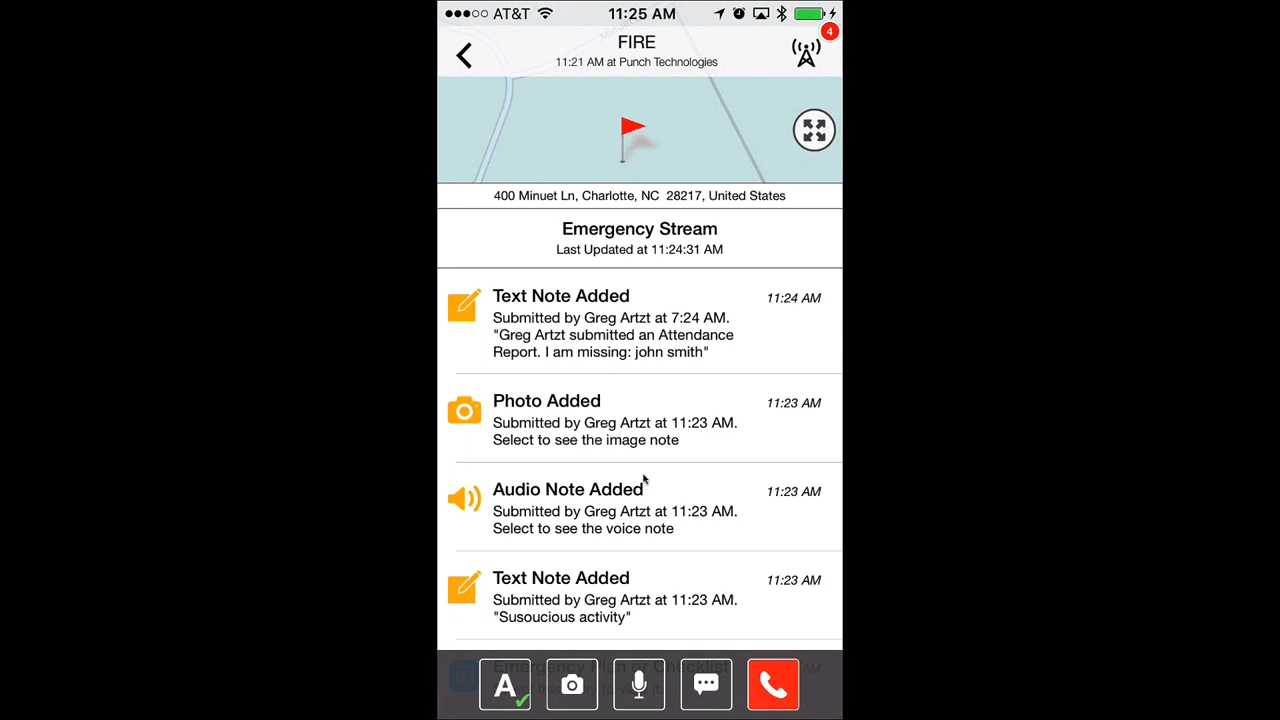 AT&T 11:25 AM
4
FIRE
11:21 AM at Punch Technologies
400 Minuet Ln, Charlotte, NC 28217, United States
Emergency Stream
Last Updated at 11:24:31 AM
Text Note Added 11:24 AM
Submitted by Greg Artzt at 7:24 AM.
"Greg Artzt submitted an Attendance
Report. I am missing: john smith"
Photo Added 11:23 AM
Submitted by Greg Artzt at 11:23 AM.
Select to see the image note
Audio Note Added 11:23 AM
Submitted by Greg Artzt at 11:23 AM.
Select to see the voice note
Text Note Added 11:23 AM
Submitted by Greg Artzt at 11:23 AM.
"Susoucious activity"
Emergency Plan or Checklist
A